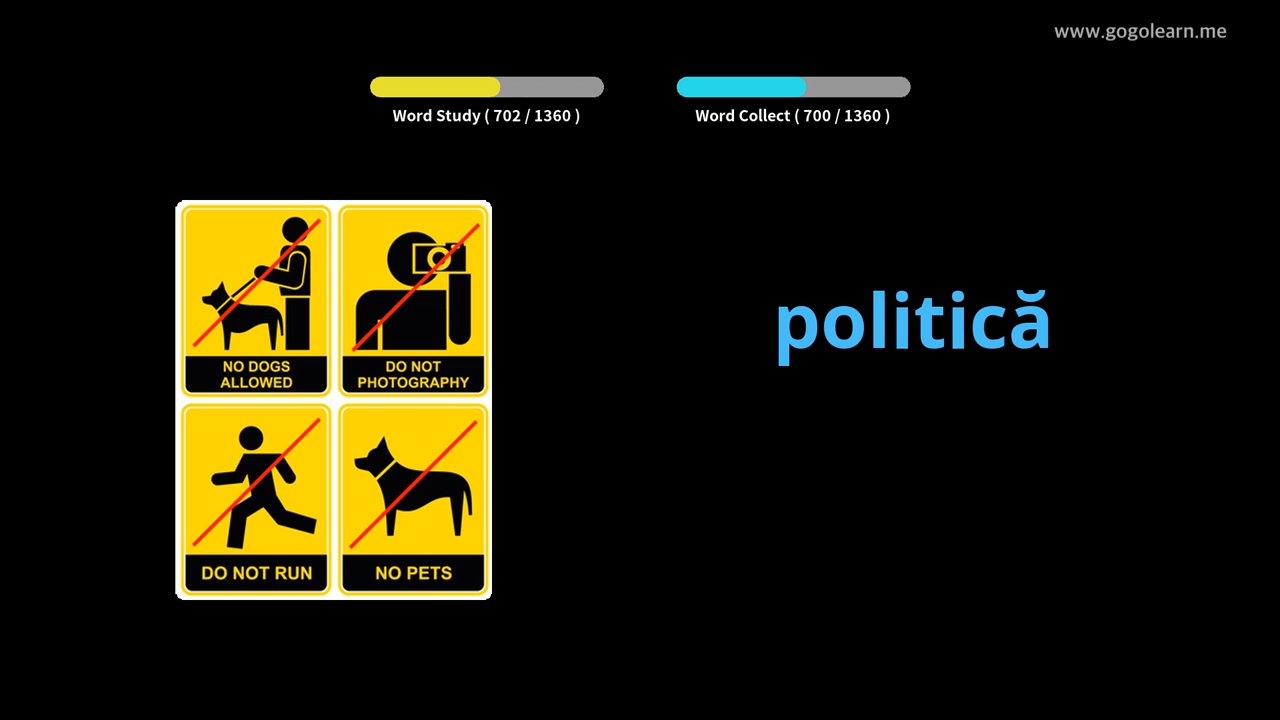 www.gogolearn.me
Word Study ( 702 / 1360 )
Word Collect ( 700 / 1360 )
NO DOGS
ALLOWED
DO NOT
PHOTOGRAPHY
DO NOT RUN
NO PETS
politică